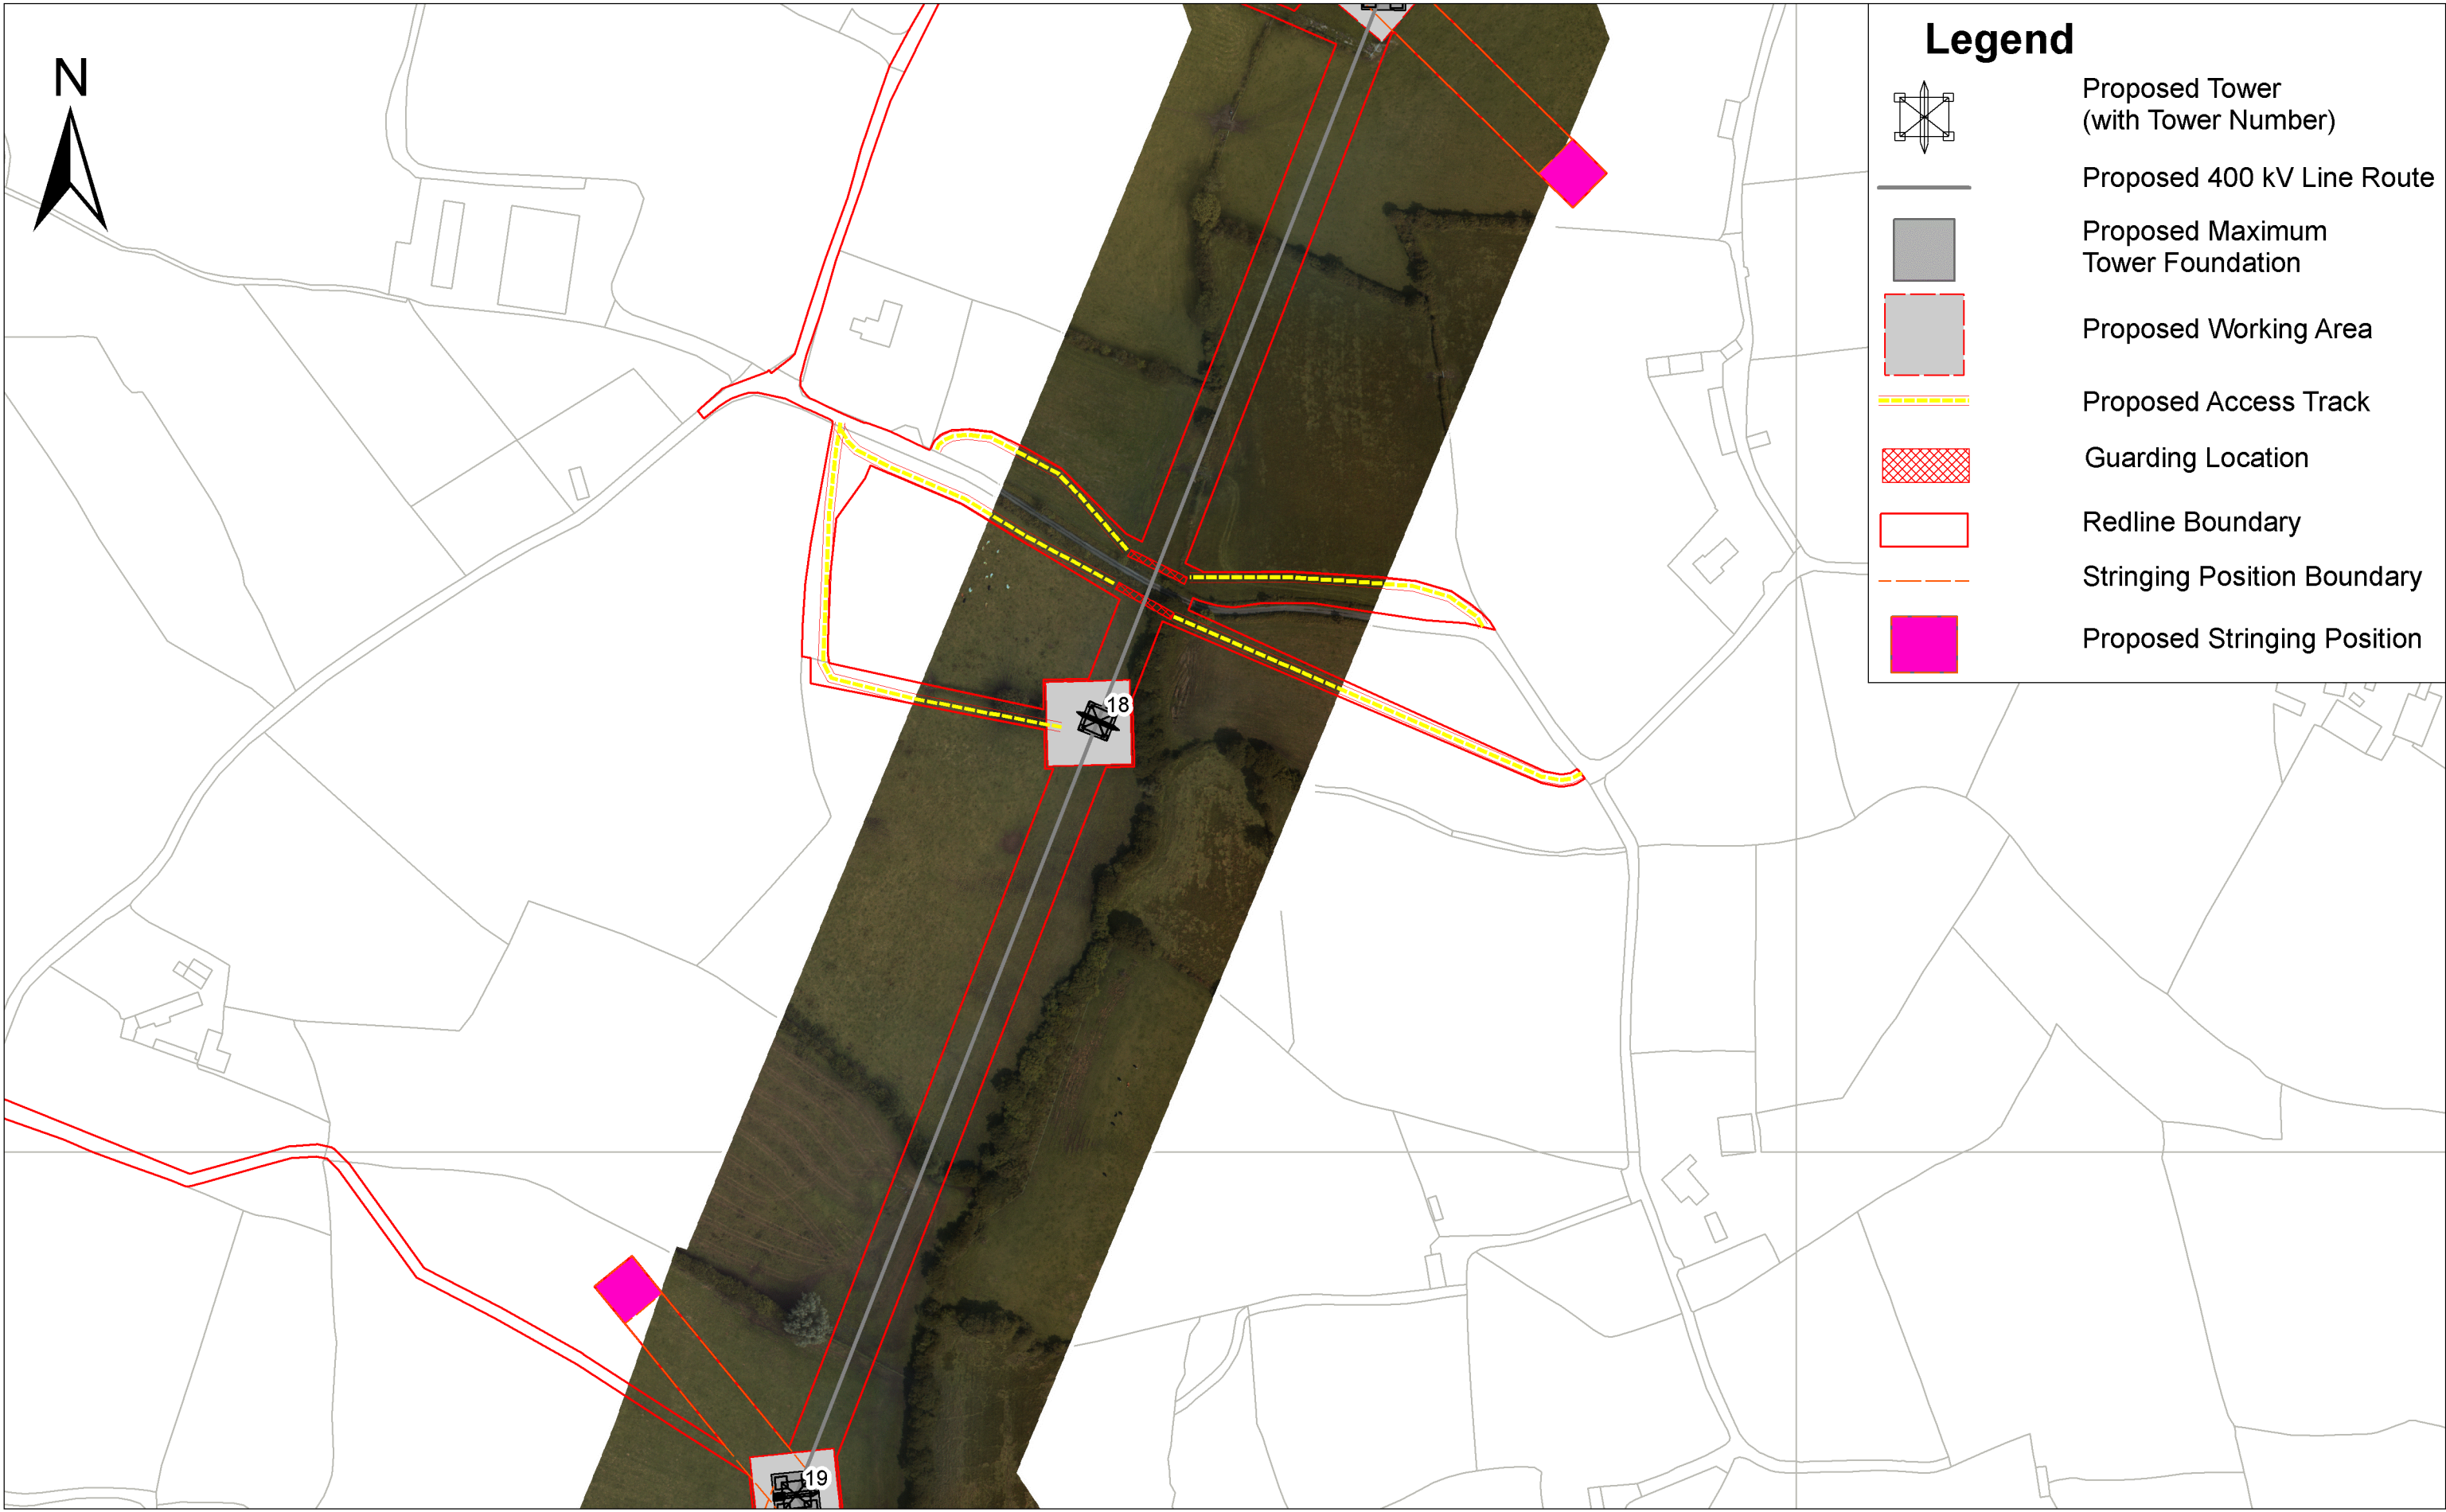 N
Legend
Proposed Tower
(with Tower Number)
Proposed 400 kV Line Route
Proposed Maximum
Tower Foundation
Proposed Working Area
Proposed Access Track
Guarding Location
Redline Boundary
Stringing Position Boundary
Proposed Stringing Position
18
19